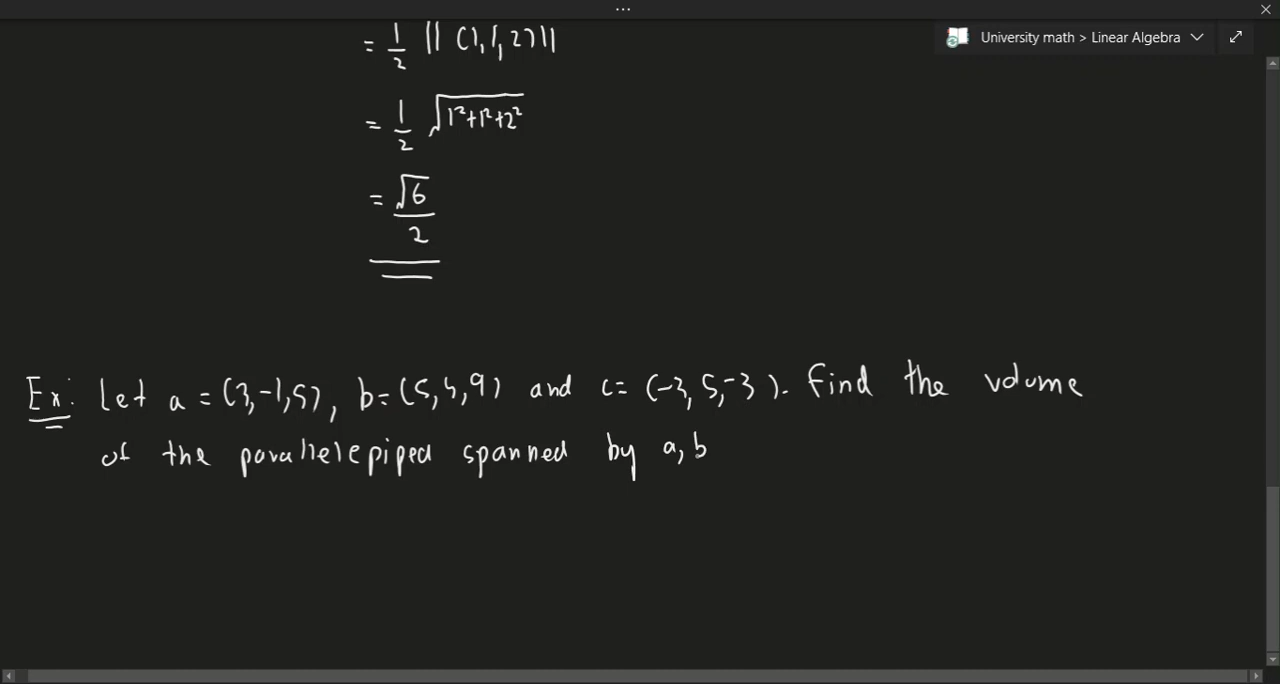 ...
University math > Linear Algebra
= 1/2 ||(1,1,2)||
= 1/2 √1²+1²+2²
= √6/2
Ex: Let a = (3,-1,5), b=(5,4,9) and c= (-3,5,-3). Find the volume
of the parallelepiped spanned by a,b